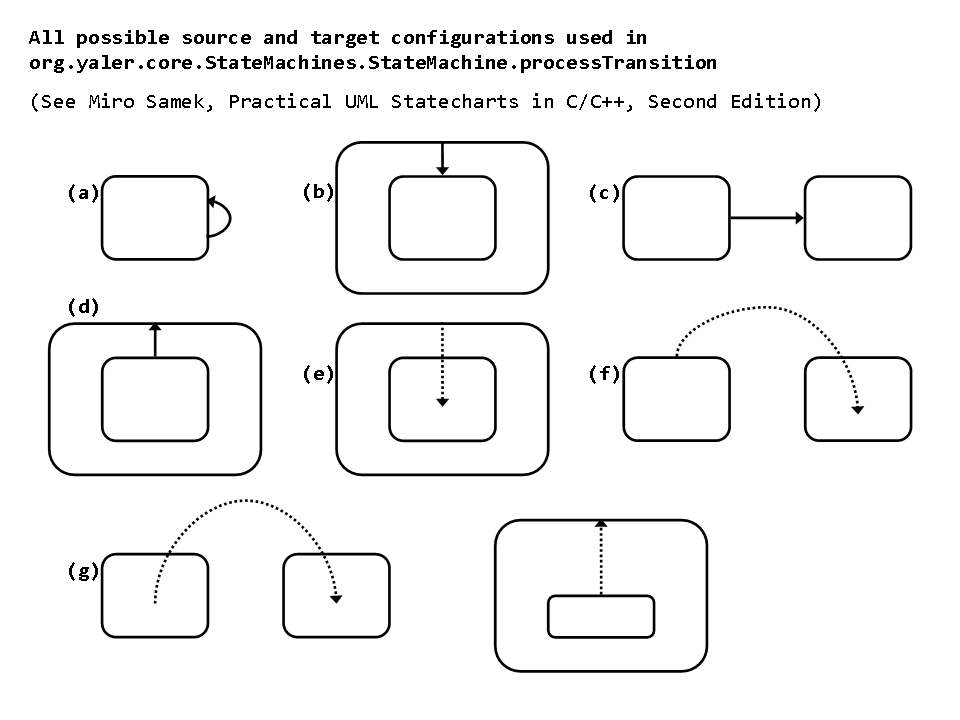 All possible source and target configurations used in
org.yaler.core.StateMachines.StateMachine.processTransition
(See Miro Samek, Practical UML Statecharts in C/C++, Second Edition)
(a)
(b)
(c)
(d)
(e)
(f)
(g)